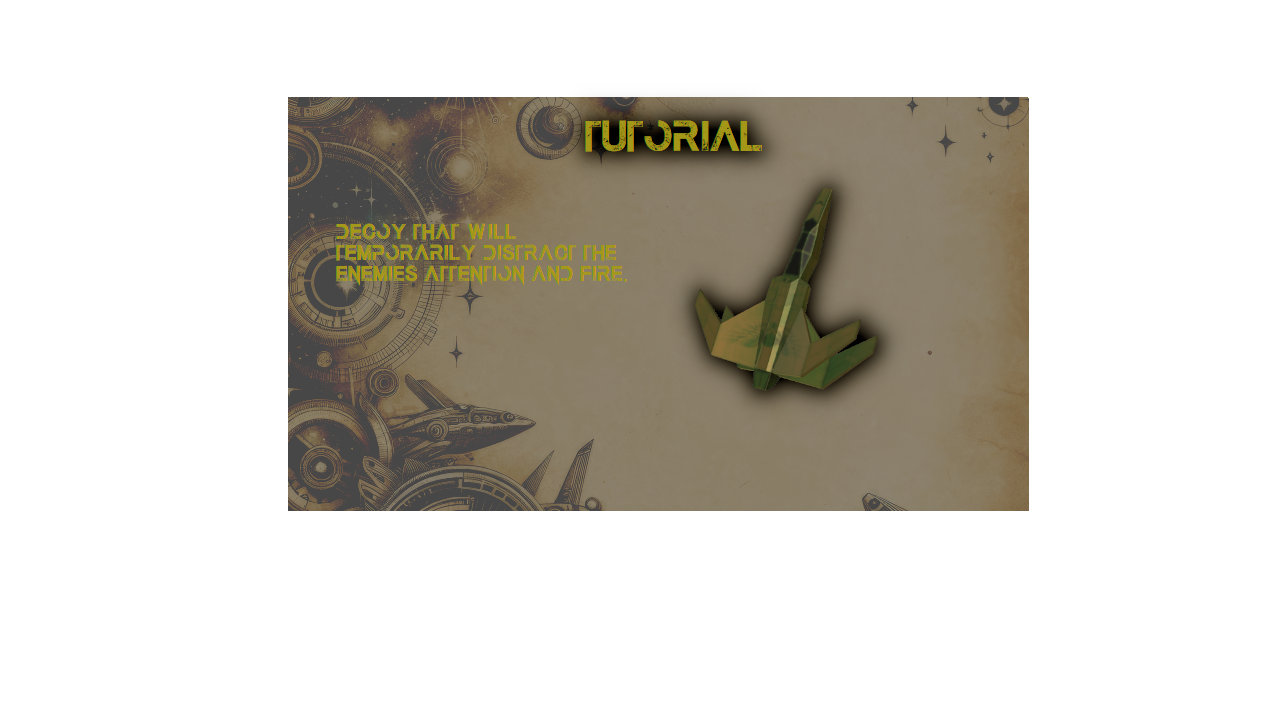 TUTORIAL
DECOY THAT WILL
TEMPORARILY DISTRACT THE
ENEMIES ATTENTION AND FIRE.